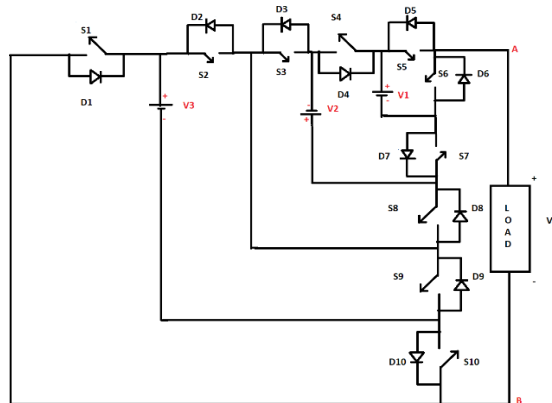 S1
D2
D3
S4
D5
A
D1
S2
S3
D4
S5
S6
D6
+
V3
-
-
V2
+
+
V1
-
D7
S7
S8
D8
LOAD
+
V
-
S9
D9
D10
S10
B